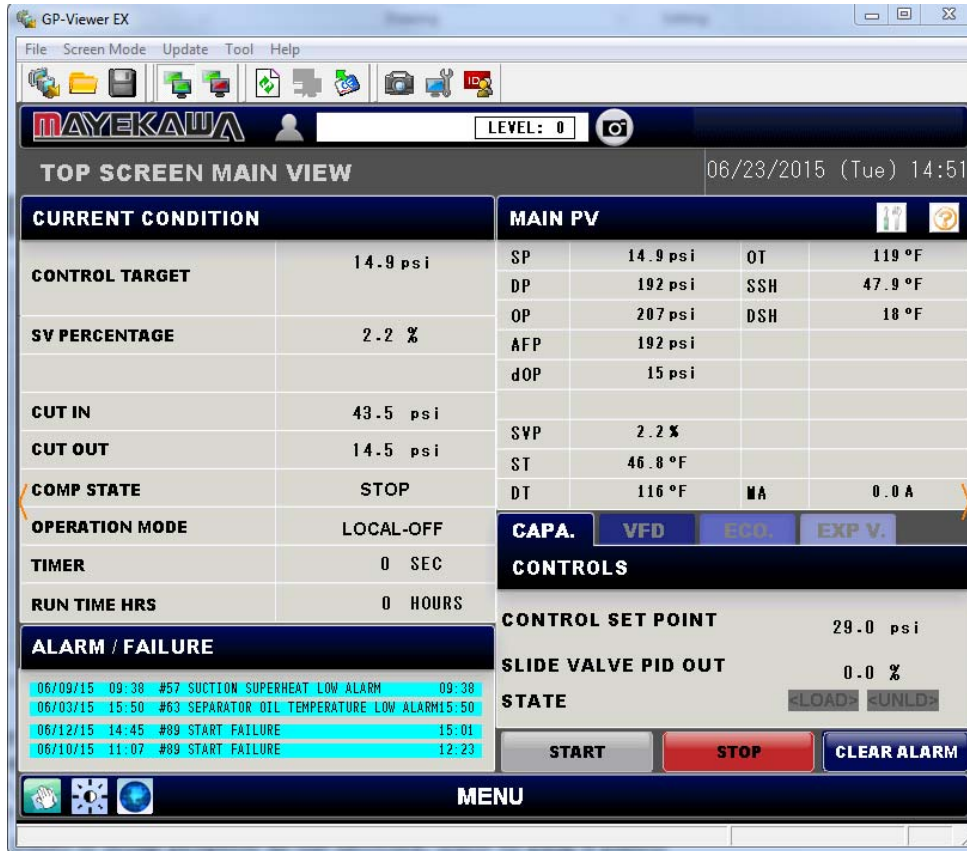 GP-Viewer EX
File Screen Mode Update Tool Help
MAYEKAWA
LEVEL: 0
TOP SCREEN MAIN VIEW
06/23/2015 (Tue) 14:51
CURRENT CONDITION
CONTROL TARGET 14.9 psi
SV PERCENTAGE 2.2 %
CUT IN 43.5 psi
CUT OUT 14.5 psi
COMP STATE STOP
OPERATION MODE LOCAL-OFF
TIMER 0 SEC
RUN TIME HRS 0 HOURS
ALARM / FAILURE
06/09/15 09:38 #57 SUCTION SUPERHEAT LOW ALARM 09:38
06/03/15 15:50 #63 SEPARATOR OIL TEMPERATURE LOW ALARM15:50
06/12/15 14:45 #89 START FAILURE 15:01
06/10/15 11:07 #89 START FAILURE 12:23
MAIN PV
SP 14.9 psi OT 119 °F
DP 192 psi SSH 47.9 °F
OP 207 psi DSH 18 °F
AFP 192 psi
dOP 15 psi
SVP 2.2 %
ST 46.8 °F
DT 116 °F MA 0.0 A
CAPA. VFD ECO. EXP V.
CONTROLS
CONTROL SET POINT 29.0 psi
SLIDE VALVE PID OUT 0.0 %
STATE <LOAD> <UNLD>
START STOP CLEAR ALARM
MENU